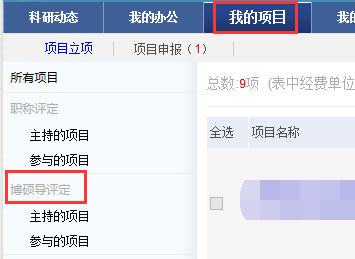 科研动态 我的办公 我的项目 我的
项目立项 项目申报（1）
所有项目
职称评定
主持的项目
参与的项目
博硕导评定
主持的项目
参与的项目
总数:9项 (表中经费单位
全选 项目名称